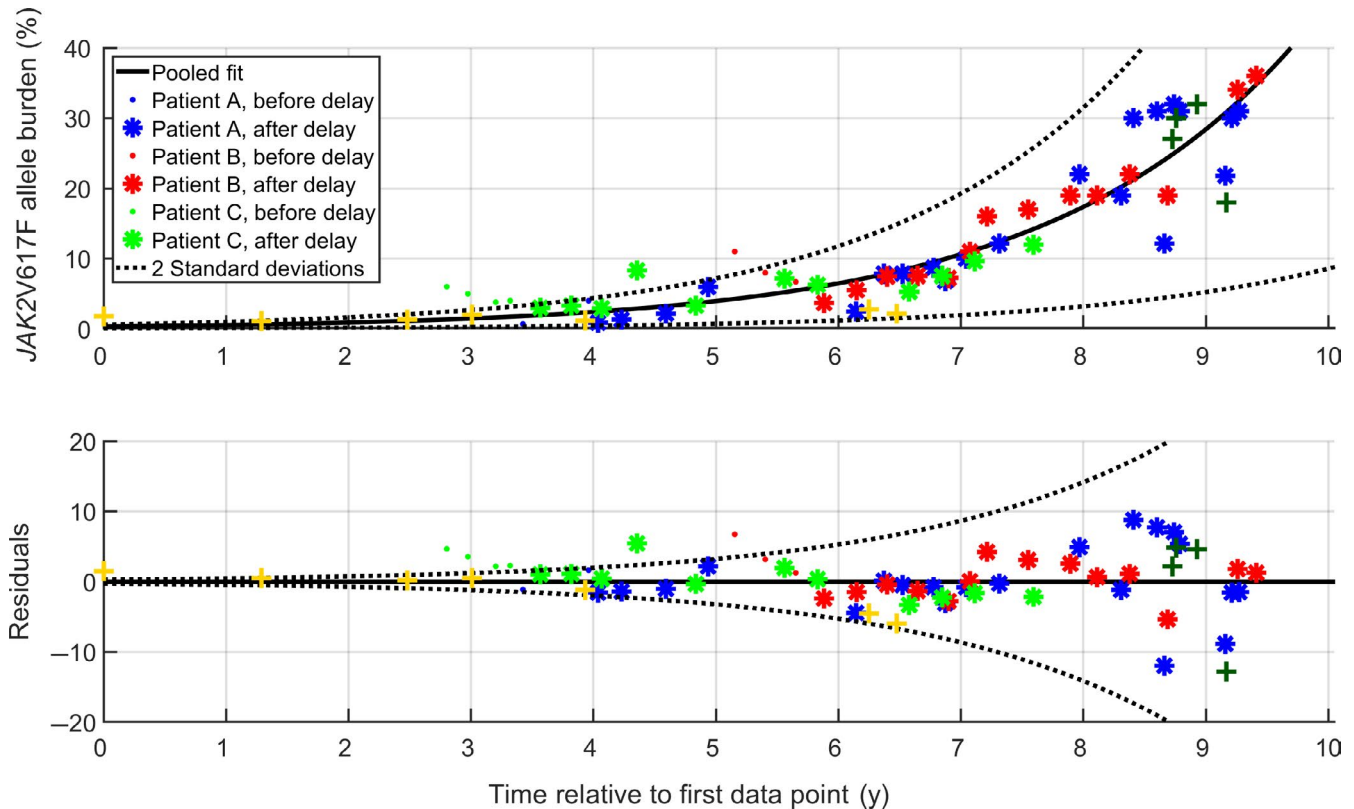 JAK2V617F allele burden (%)
40
30
20
10
0
Pooled fit
Patient A, before delay
Patient A, after delay
Patient B, before delay
Patient B, after delay
Patient C, before delay
Patient C, after delay
2 Standard deviations
0 1 2 3 4 5 6 7 8 9 10
Residuals
20
10
0
−10
−20
0 1 2 3 4 5 6 7 8 9 10
Time relative to first data point (y)